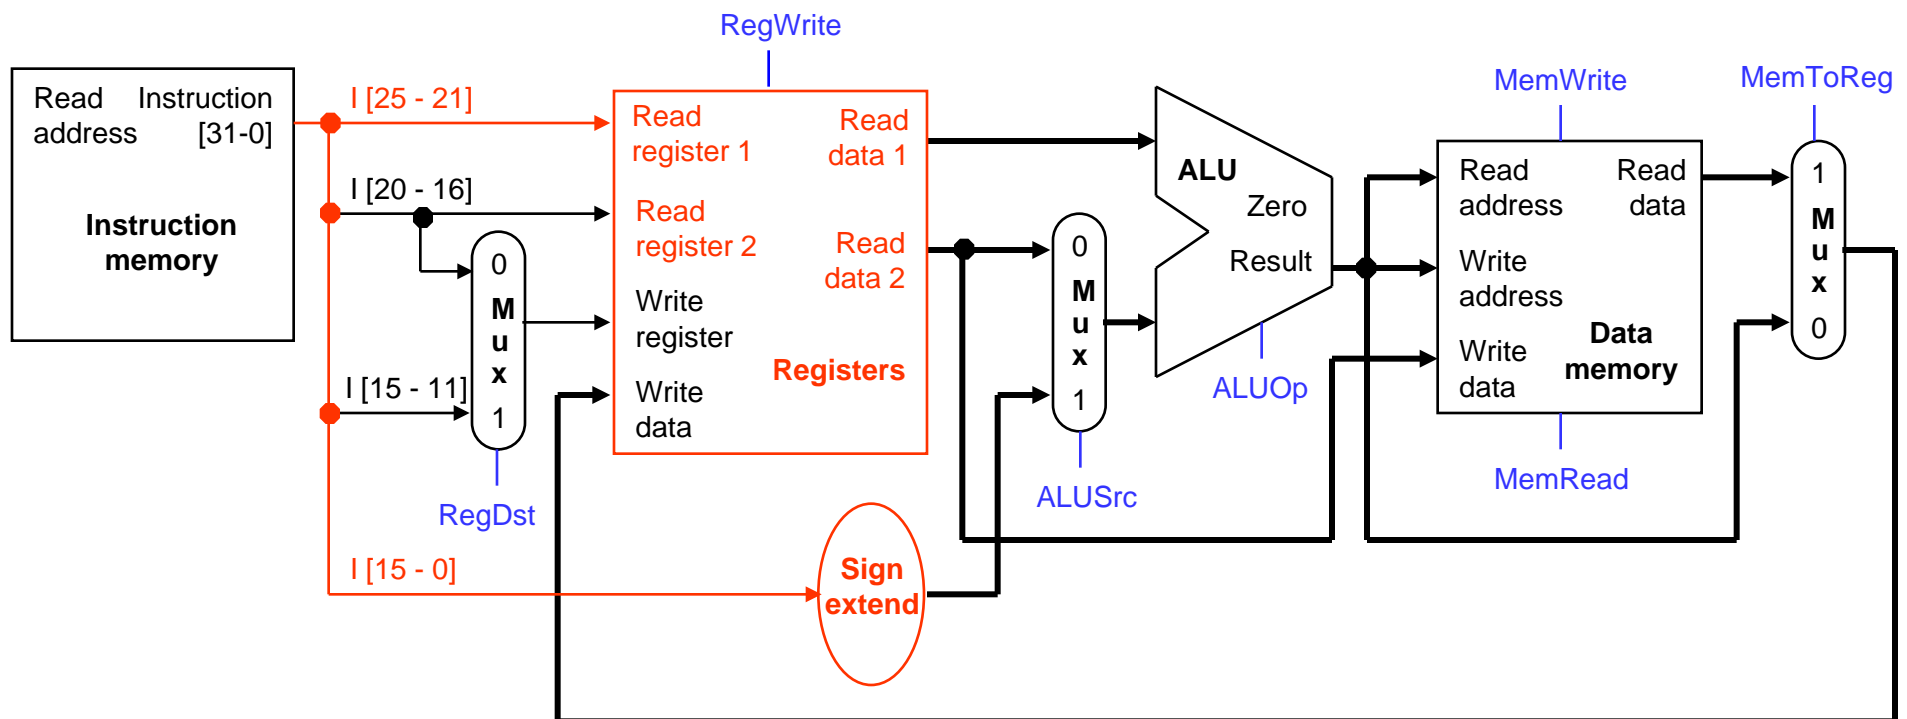 RegWrite
MemWrite
MemToReg
Read Instruction
address [31-0]
Instruction
memory
I [25 - 21]
I [20 - 16]
I [15 - 11]
I [15 - 0]
0
M
u
x
1
RegDst
Read
register 1
Read
data 1
Read
register 2
Read
data 2
Write
register
Write
data
Registers
Sign
extend
0
M
u
x
1
ALUSrc
ALU
Zero
Result
ALUOp
Read
address
Read
data
Write
address
Write
data
Data
memory
MemRead
1
M
u
x
0